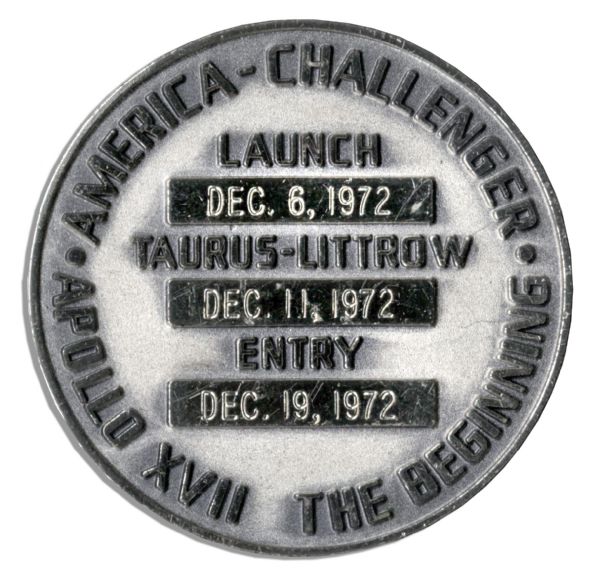 AMERICA-CHALLENGER
LAUNCH
DEC. 6, 1972
TAURUS-LITTROW
DEC. 11, 1972
ENTRY
DEC. 19, 1972
• APOLLO XVII THE BEGINNING •